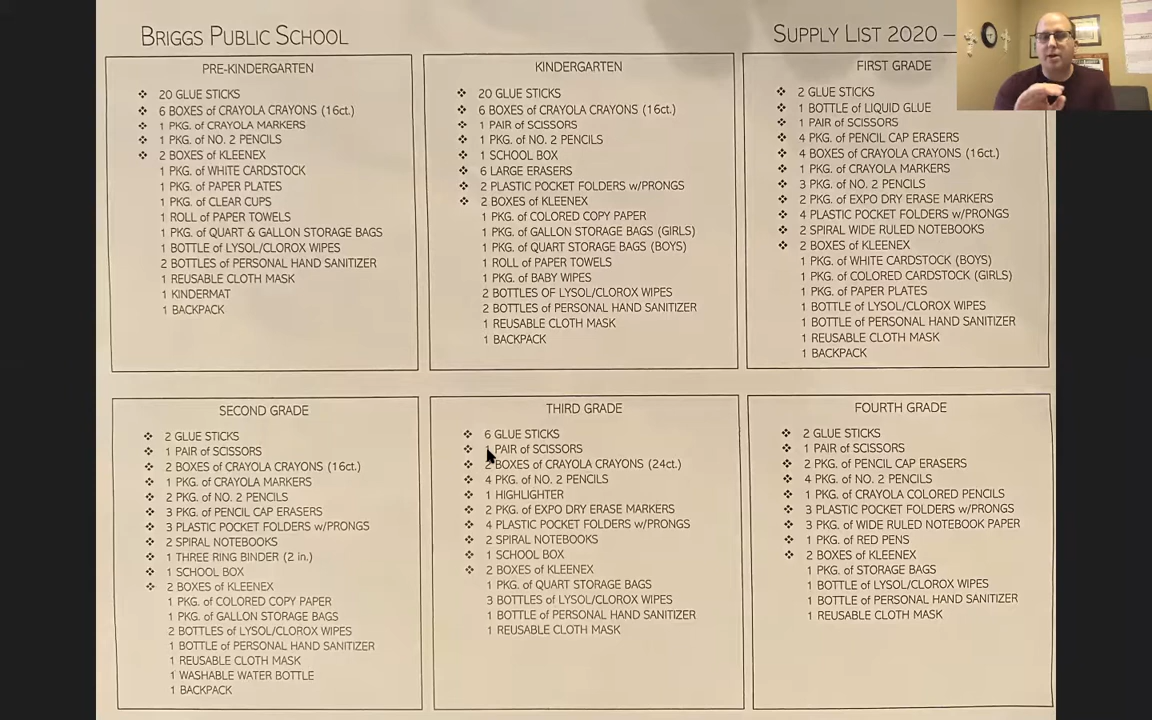 BRIGGS PUBLIC SCHOOL
SUPPLY LIST 2020 –
PRE-KINDERGARTEN
❖ 20 GLUE STICKS
❖ 6 BOXES of CRAYOLA CRAYONS (16ct.)
❖ 1 PKG. of CRAYOLA MARKERS
❖ 1 PKG. of NO. 2 PENCILS
❖ 2 BOXES of KLEENEX
1 PKG. of WHITE CARDSTOCK
1 PKG. of PAPER PLATES
1 PKG. of CLEAR CUPS
1 ROLL of PAPER TOWELS
1 PKG. of QUART & GALLON STORAGE BAGS
1 BOTTLE of LYSOL/CLOROX WIPES
2 BOTTLES of PERSONAL HAND SANITIZER
1 REUSABLE CLOTH MASK
1 KINDERMAT
1 BACKPACK
KINDERGARTEN
❖ 20 GLUE STICKS
❖ 6 BOXES of CRAYOLA CRAYONS (16ct.)
❖ 1 PAIR of SCISSORS
❖ 1 PKG. of NO. 2 PENCILS
❖ 1 SCHOOL BOX
❖ 6 LARGE ERASERS
❖ 2 PLASTIC POCKET FOLDERS w/PRONGS
❖ 2 BOXES of KLEENEX
1 PKG. of COLORED COPY PAPER
1 PKG. of GALLON STORAGE BAGS (GIRLS)
1 PKG. of QUART STORAGE BAGS (BOYS)
1 ROLL of PAPER TOWELS
1 PKG. of BABY WIPES
2 BOTTLES OF LYSOL/CLOROX WIPES
2 BOTTLES of PERSONAL HAND SANITIZER
1 REUSABLE CLOTH MASK
1 BACKPACK
FIRST GRADE
❖ 2 GLUE STICKS
❖ 1 BOTTLE of LIQUID GLUE
❖ 1 PAIR of SCISSORS
❖ 4 PKG. of PENCIL CAP ERASERS
❖ 4 BOXES of CRAYOLA CRAYONS (16ct.)
❖ 1 PKG. of CRAYOLA MARKERS
❖ 3 PKG. of NO. 2 PENCILS
❖ 2 PKG. of EXPO DRY ERASE MARKERS
❖ 4 PLASTIC POCKET FOLDERS w/PRONGS
❖ 2 SPIRAL WIDE RULED NOTEBOOKS
❖ 2 BOXES of KLEENEX
1 PKG. of WHITE CARDSTOCK (BOYS)
1 PKG. of COLORED CARDSTOCK (GIRLS)
1 PKG. of PAPER PLATES
1 BOTTLE of LYSOL/CLOROX WIPES
1 BOTTLE of PERSONAL HAND SANITIZER
1 REUSABLE CLOTH MASK
1 BACKPACK
SECOND GRADE
❖ 2 GLUE STICKS
❖ 1 PAIR of SCISSORS
❖ 2 BOXES of CRAYOLA CRAYONS (16ct.)
❖ 1 PKG. of CRAYOLA MARKERS
❖ 2 PKG. of NO. 2 PENCILS
❖ 3 PKG. of PENCIL CAP ERASERS
❖ 3 PLASTIC POCKET FOLDERS w/PRONGS
❖ 2 SPIRAL NOTEBOOKS
❖ 1 THREE RING BINDER (2 in.)
❖ 1 SCHOOL BOX
❖ 2 BOXES of KLEENEX
1 PKG. of COLORED COPY PAPER
1 PKG. of GALLON STORAGE BAGS
2 BOTTLES of LYSOL/CLOROX WIPES
1 BOTTLE of PERSONAL HAND SANITIZER
1 REUSABLE CLOTH MASK
1 WASHABLE WATER BOTTLE
1 BACKPACK
THIRD GRADE
❖ 6 GLUE STICKS
❖ 1 PAIR of SCISSORS
❖ 2 BOXES of CRAYOLA CRAYONS (24ct.)
❖ 4 PKG. of NO. 2 PENCILS
❖ 1 HIGHLIGHTER
❖ 2 PKG. of EXPO DRY ERASE MARKERS
❖ 4 PLASTIC POCKET FOLDERS w/PRONGS
❖ 2 SPIRAL NOTEBOOKS
❖ 1 SCHOOL BOX
❖ 2 BOXES of KLEENEX
1 PKG. of QUART STORAGE BAGS
3 BOTTLES of LYSOL/CLOROX WIPES
1 BOTTLE of PERSONAL HAND SANITIZER
1 REUSABLE CLOTH MASK
FOURTH GRADE
❖ 2 GLUE STICKS
❖ 1 PAIR of SCISSORS
❖ 2 PKG. of PENCIL CAP ERASERS
❖ 4 PKG. of NO. 2 PENCILS
❖ 1 PKG. of CRAYOLA COLORED PENCILS
❖ 3 PLASTIC POCKET FOLDERS w/PRONGS
❖ 3 PKG. of WIDE RULED NOTEBOOK PAPER
❖ 1 PKG. of RED PENS
❖ 2 BOXES of KLEENEX
1 PKG. of STORAGE BAGS
1 BOTTLE of LYSOL/CLOROX WIPES
1 BOTTLE of PERSONAL HAND SANITIZER
1 REUSABLE CLOTH MASK